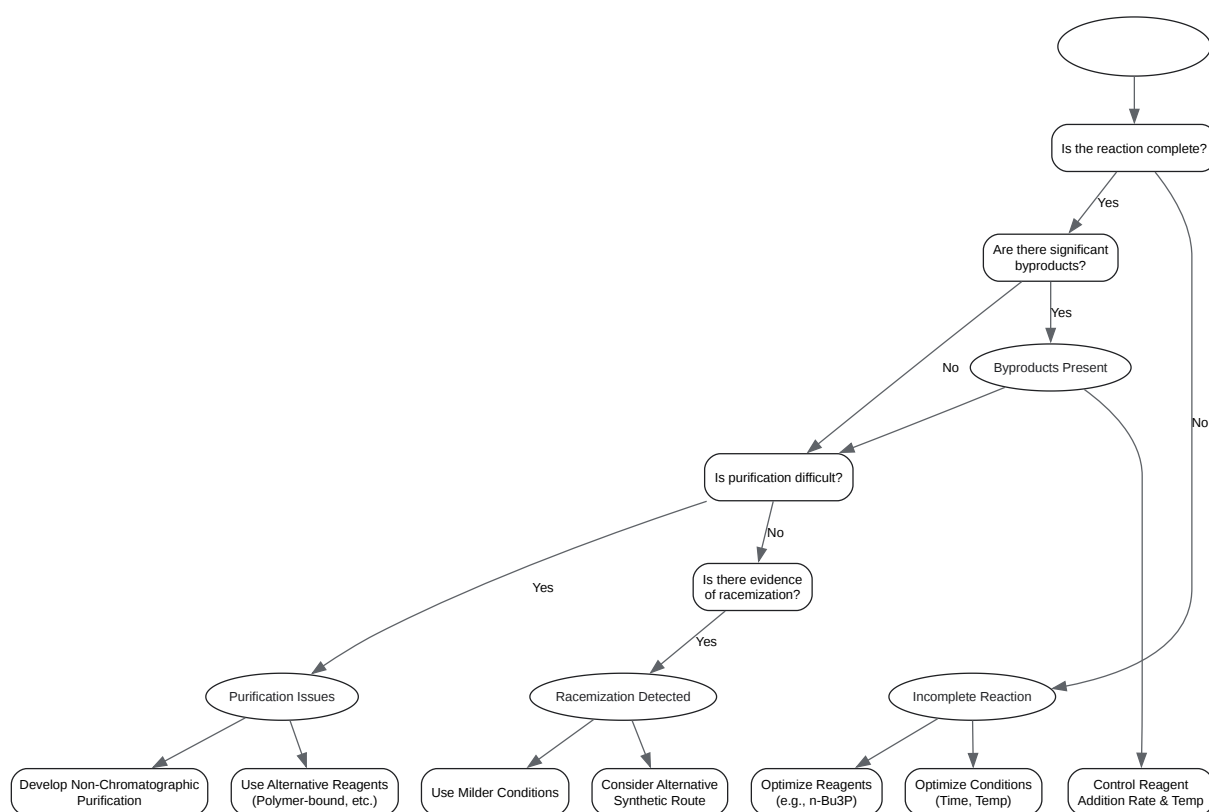 Is the reaction complete?
Yes
Are there significant
byproducts?
Yes
No
Byproducts Present
No
Is purification difficult?
No
Yes
Is there evidence
of racemization?
Yes
Purification Issues
Racemization Detected
Incomplete Reaction
Develop Non-Chromatographic
Purification
Use Alternative Reagents
(Polymer-bound, etc.)
Use Milder Conditions
Consider Alternative
Synthetic Route
Optimize Reagents
(e.g., n-Bu3P)
Optimize Conditions
(Time, Temp)
Control Reagent
Addition Rate & Temp